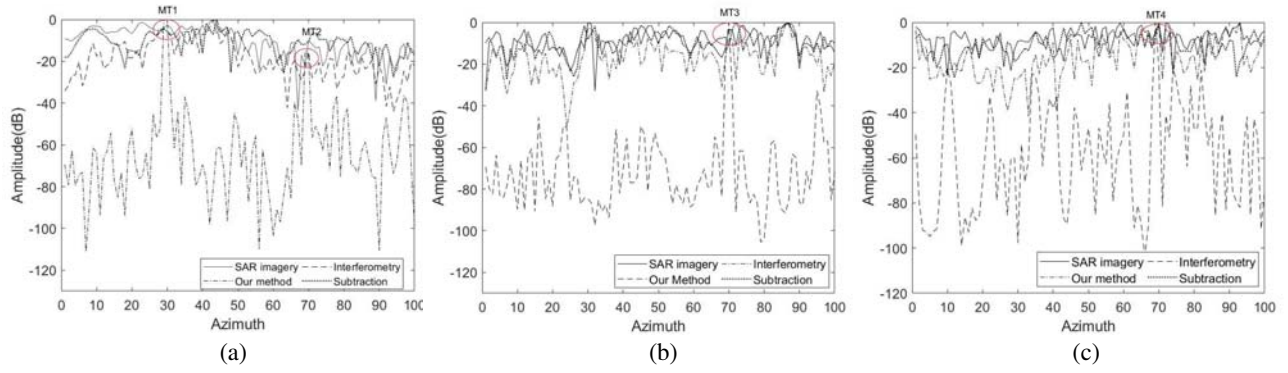 MT1
MT2
Amplitude(dB)
0
-20
-40
-60
-80
-100
-120
SAR imagery
Interferometry
Our method
Subtraction
0 10 20 30 40 50 60 70 80 90 100
Azimuth
(a)
MT3
Amplitude(dB)
0
-20
-40
-60
-80
-100
-120
SAR imagery
Interferometry
Our Method
Subtraction
0 10 20 30 40 50 60 70 80 90 100
Azimuth
(b)
MT4
Amplitude(dB)
0
-20
-40
-60
-80
-100
-120
SAR imagery
Interferometry
Our method
Subtraction
0 10 20 30 40 50 60 70 80 90 100
Azimuth
(c)